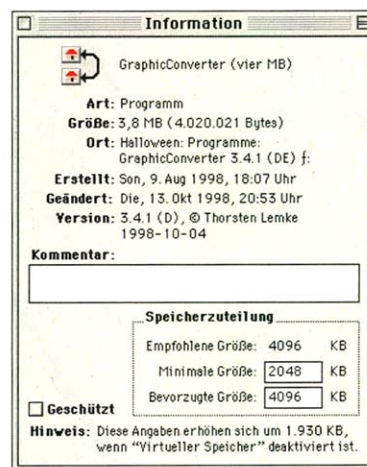 Information
GraphicConverter (vier MB)
Art: Programm
Größe: 3,8 MB (4.020.021 Bytes)
Ort: Halloween: Programme:
GraphicConverter 3.4.1 (DE) ƒ:
Erstellt: Son, 9. Aug 1998, 18:07 Uhr
Geändert: Die, 13. Okt 1998, 20:53 Uhr
Version: 3.4.1 (D), © Thorsten Lemke
1998-10-04
Kommentar:
Speicherzuteilung
Empfohlene Größe: 4096 KB
Minimale Größe: 2048 KB
Bevorzugte Größe: 4096 KB
Geschützt
Hinweis: Diese Angaben erhöhen sich um 1.930 KB,
wenn “Virtueller Speicher” deaktiviert ist.